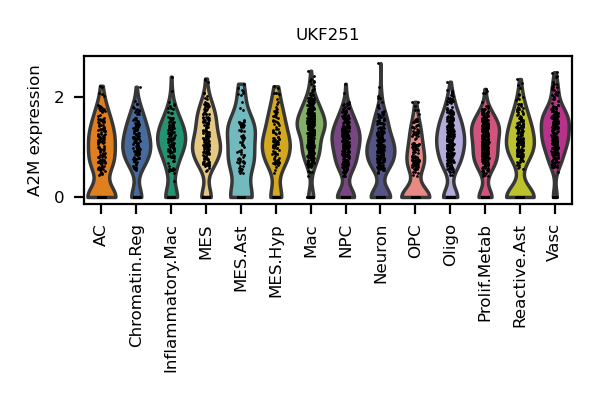 UKF251
A2M expression
2
0
AC
Chromatin.Reg
Inflammatory.Mac
MES
MES.Ast
MES.Hyp
Mac
NPC
Neuron
OPC
Oligo
Prolif.Metab
Reactive.Ast
Vasc